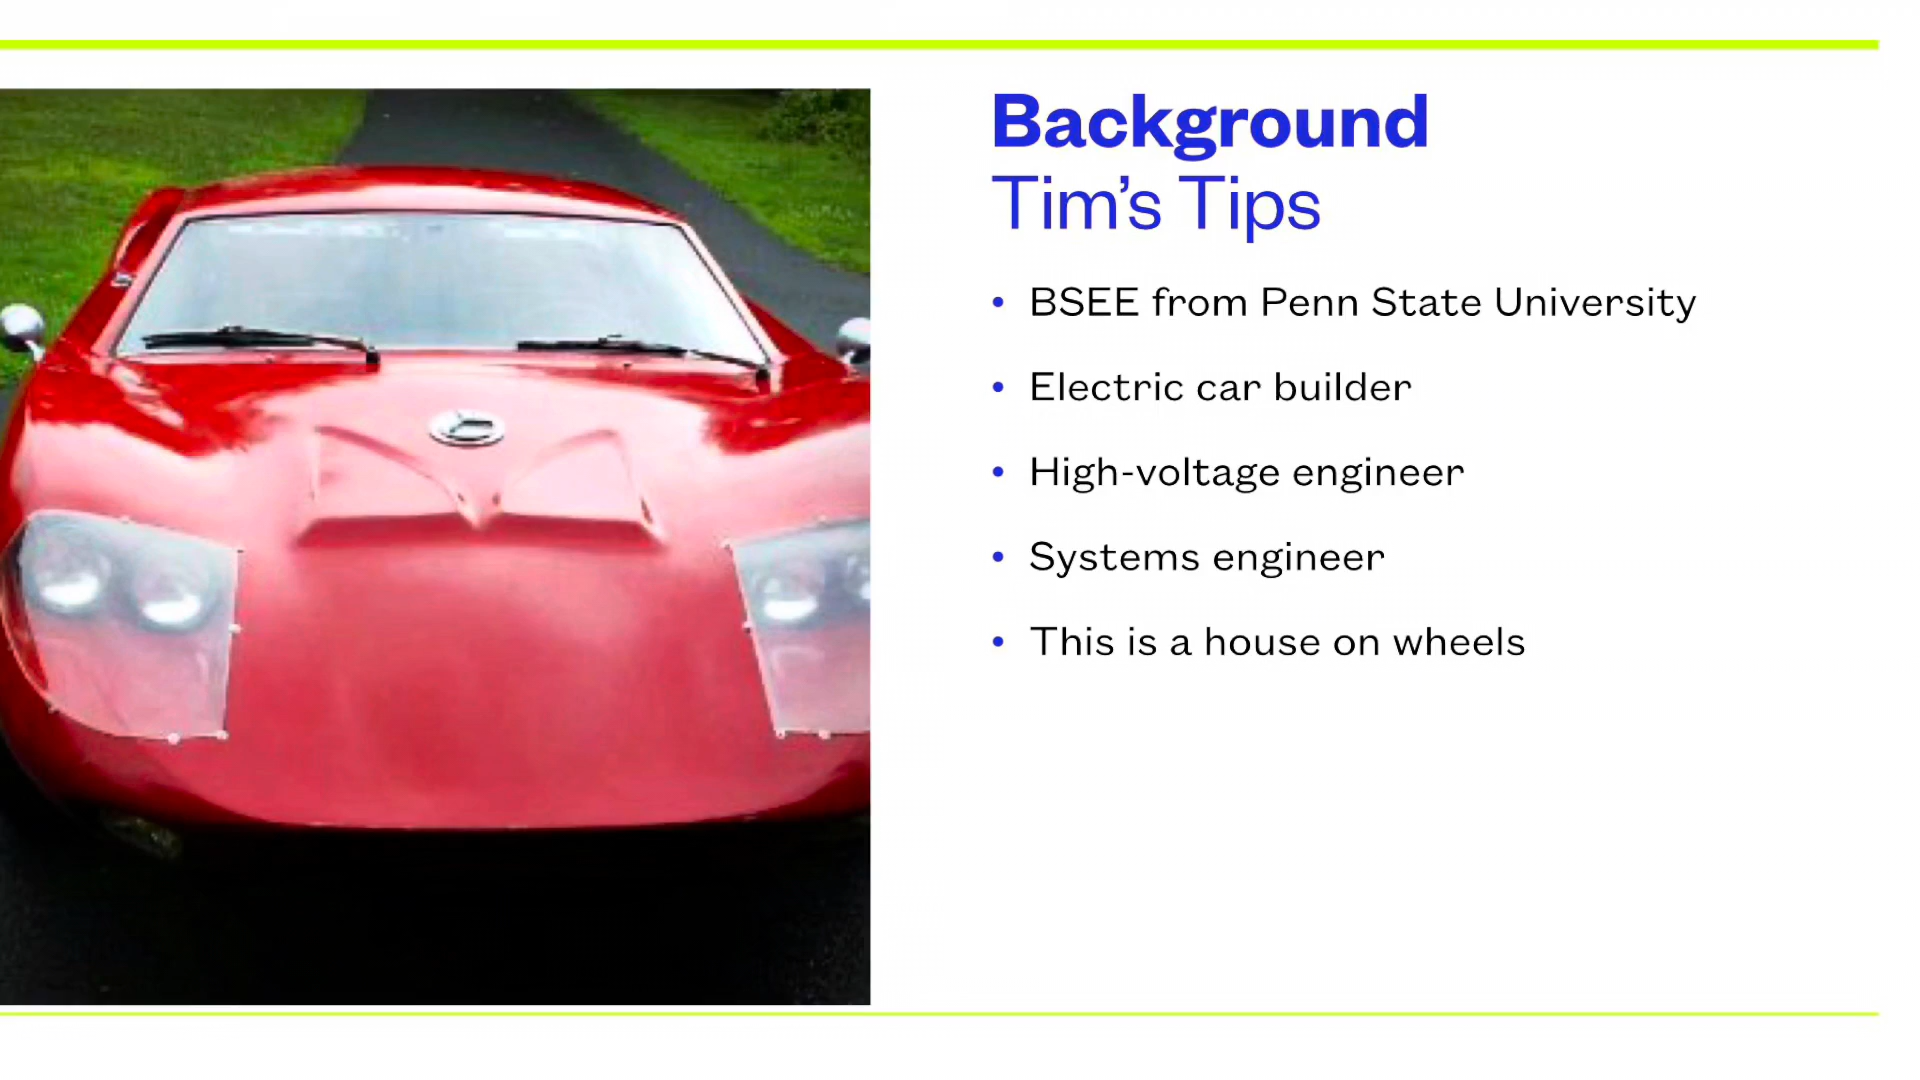 Background
Tim’s Tips
• BSEE from Penn State University
• Electric car builder
• High-voltage engineer
• Systems engineer
• This is a house on wheels